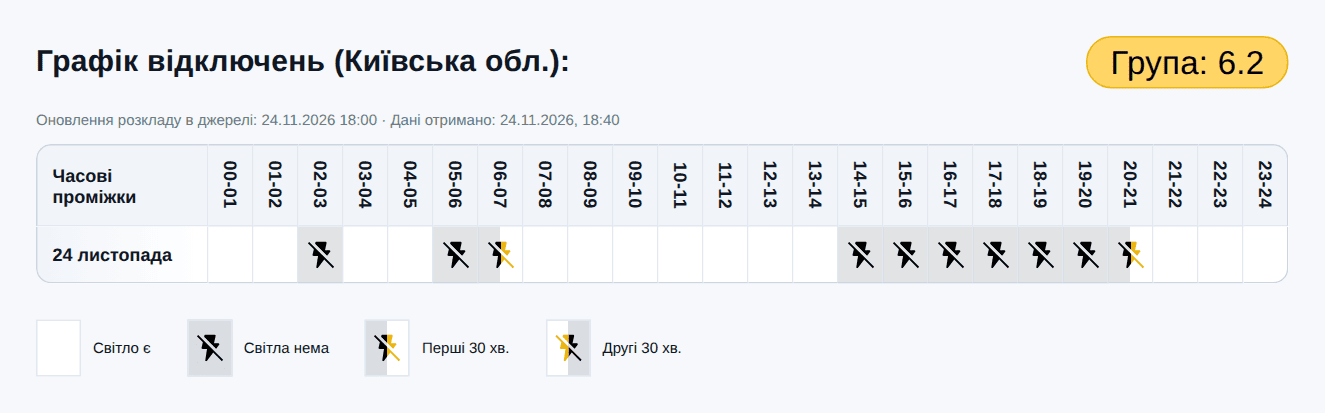 Графік відключень (Київська обл.):
Група: 6.2
Оновлення розкладу в джерелі: 24.11.2026 18:00 · Дані отримано: 24.11.2026, 18:40
Часові
проміжки
00-01
01-02
02-03
03-04
04-05
05-06
06-07
07-08
08-09
09-10
10-11
11-12
12-13
13-14
14-15
15-16
16-17
17-18
18-19
19-20
20-21
21-22
22-23
23-24
24 листопада
Світло є
Світла нема
Перші 30 хв.
Другі 30 хв.